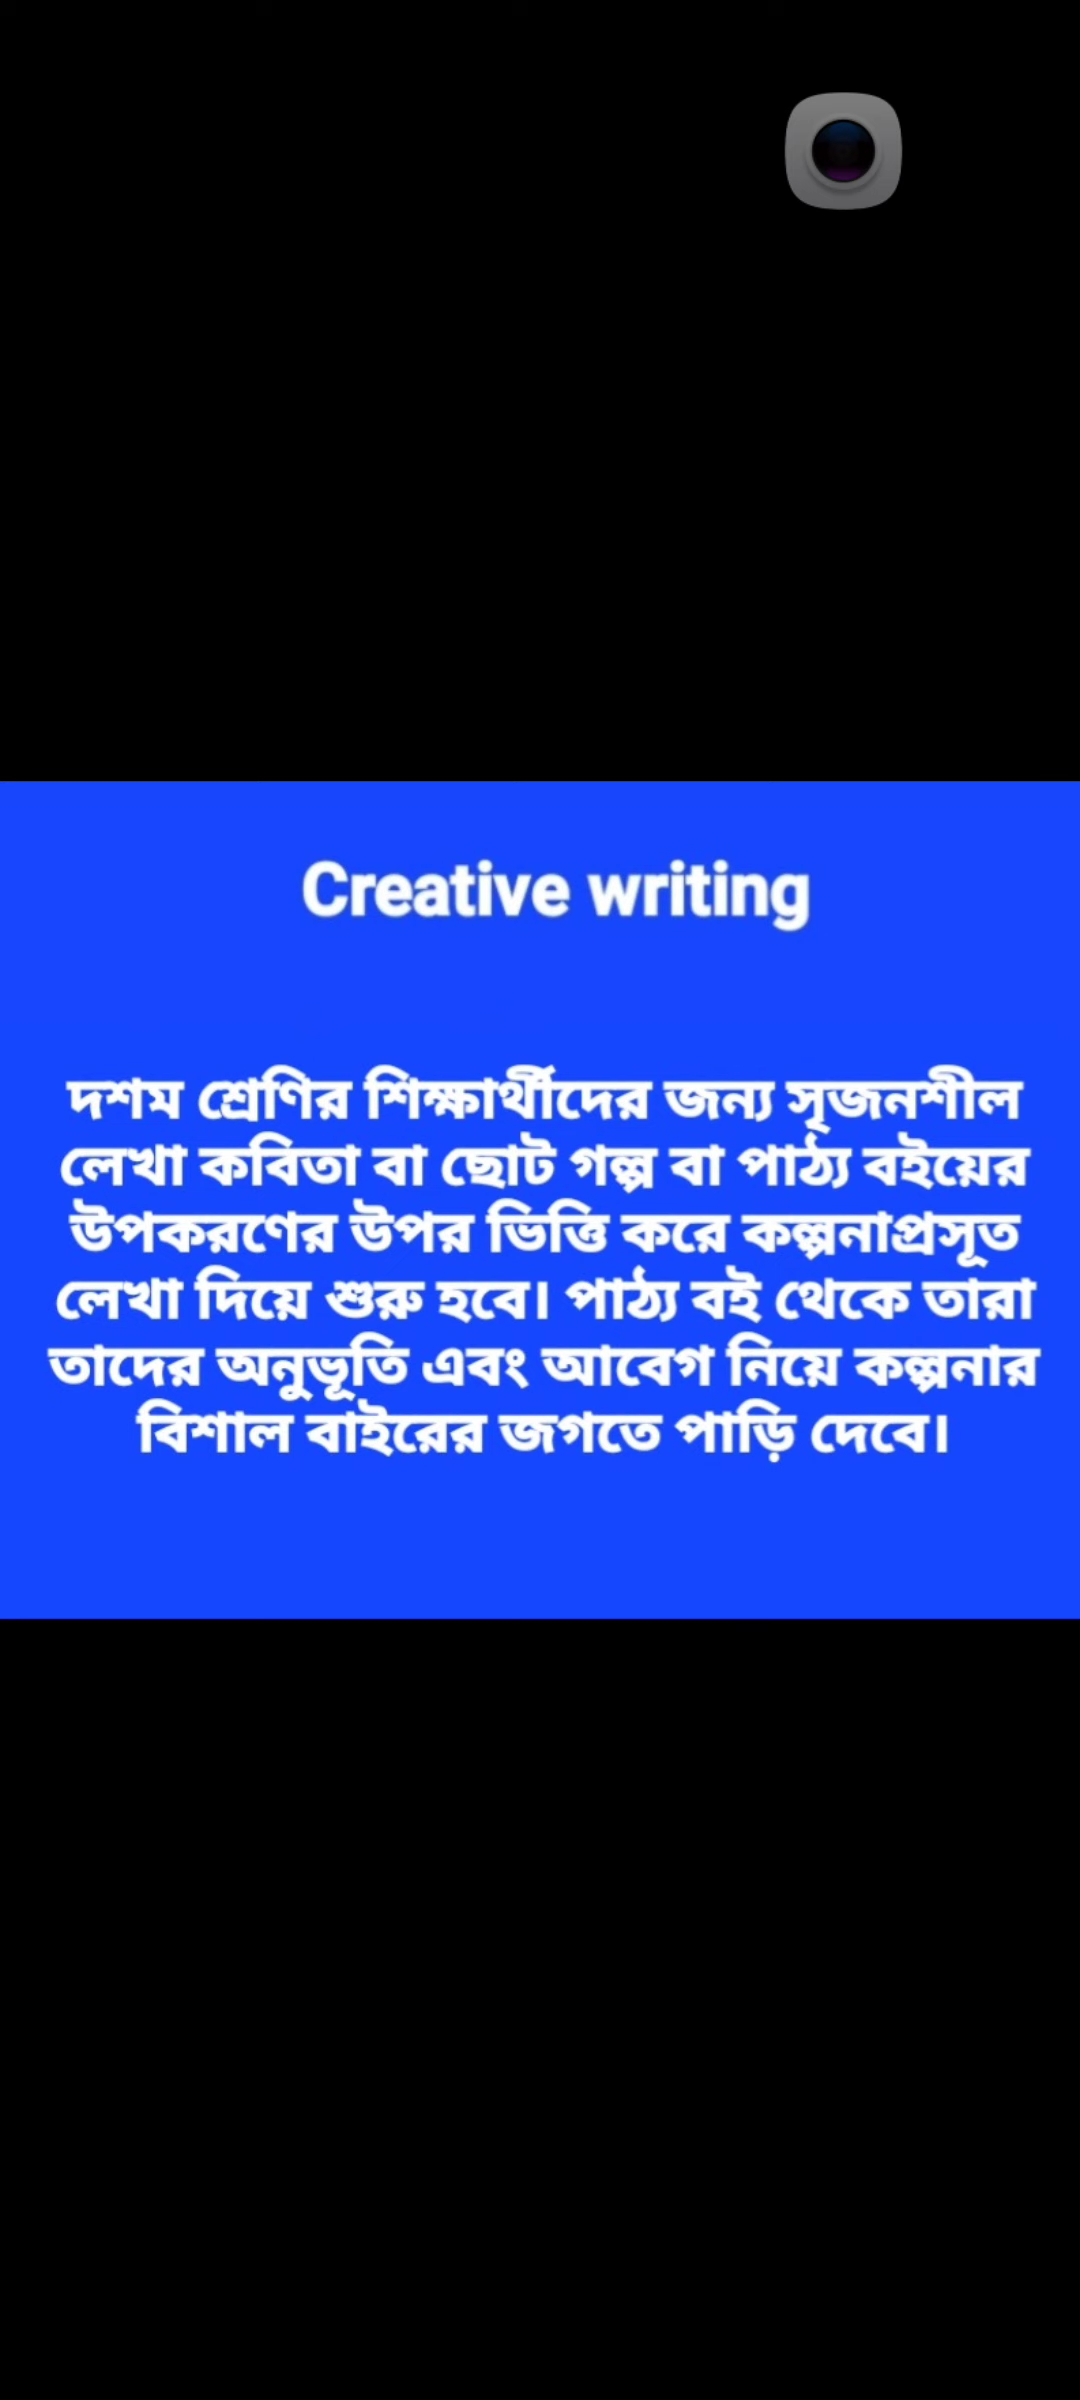 Creative writing
দশম শ্রেণির শিক্ষার্থীদের জন্য সৃজনশীল
লেখা কবিতা বা ছোট গল্প বা পাঠ্য বইয়ের
উপকরণের উপর ভিত্তি করে কল্পনাপ্রসূত
লেখা দিয়ে শুরু হবে। পাঠ্য বই থেকে তারা
তাদের অনুভূতি এবং আবেগ নিয়ে কল্পনার
বিশাল বাইরের জগতে পাড়ি দেবে।